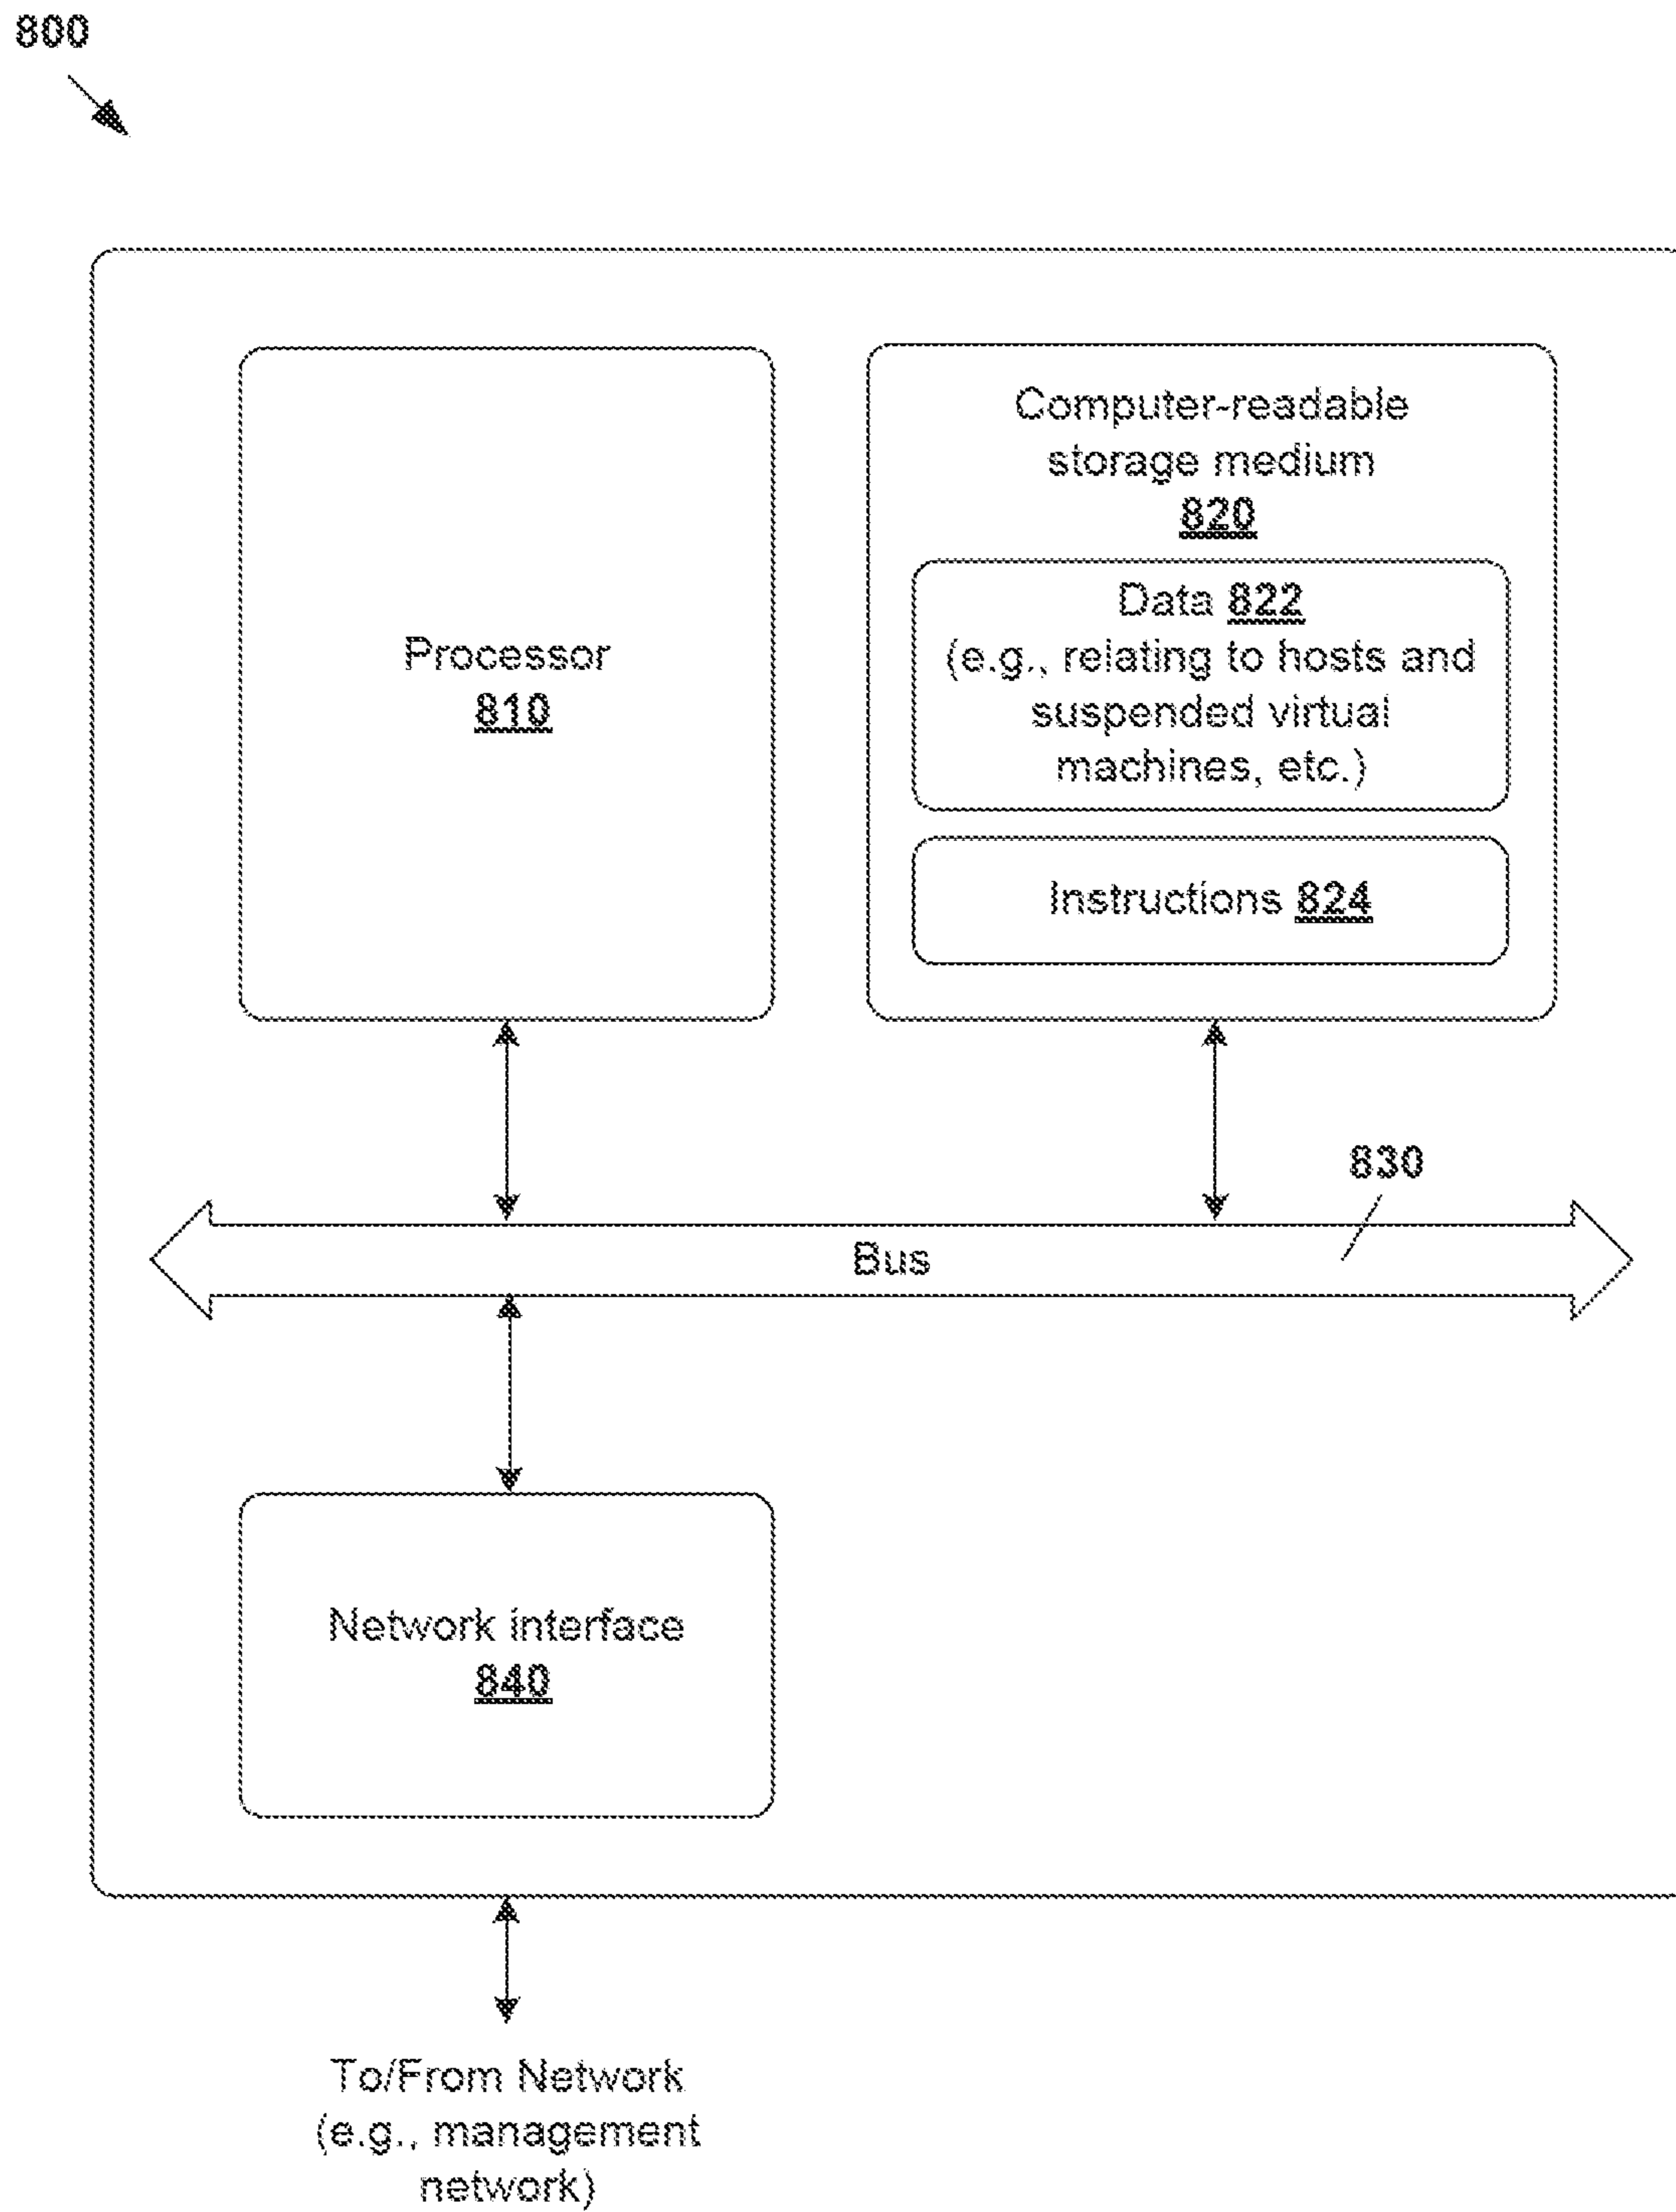 800
Processor
810
Computer-readable
storage medium
820
Data 822
(e.g., relating to hosts and
suspended virtual
machines, etc.)
Instructions 824
830
Bus
Network interface
840
To/From Network
(e.g., management
network)